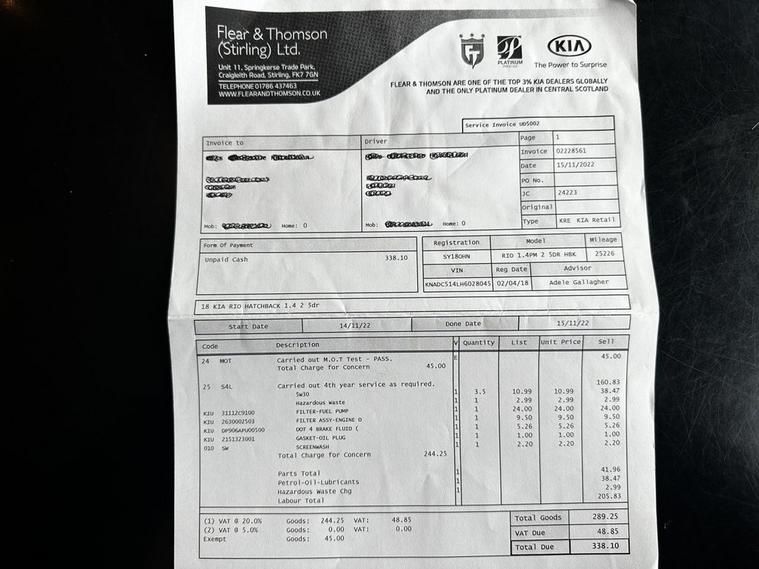 Flear & Thomson
(Stirling) Ltd.
Unit 11, Springkerse Trade Park,
Craigleith Road, Stirling, FK7 7GN
TELEPHONE 01786 437463
WWW.FLEARANDTHOMSON.CO.UK
PLATINUM
KIA
The Power to Surprise
FLEAR & THOMSON ARE ONE OF THE TOP 3% KIA DEALERS GLOBALLY
AND THE ONLY PLATINUM DEALER IN CENTRAL SCOTLAND
Service Invoice UDS002
Invoice to Driver Page 1
Invoice 02228561
Date 15/11/2022
PO No.
JC 24223
Original
Mob: Home: 0 Mob: Home: 0 Type KRE KIA Retail
Form Of Payment
Unpaid Cash 338.10
Registration Model Mileage
SY18OHN RIO 1.4PM 2 5DR HBK 25226
VIN Reg Date Advisor
KNADC514LH6028045 02/04/18 Adele Gallagher
18 KIA RIO HATCHBACK 1.4 2 5dr
Start Date 14/11/22 Done Date 15/11/22
Code Description V Quantity List Unit Price Sell
24 MOT Carried out M.O.T Test - PASS. E 45.00
Total Charge for Concern 45.00
25 S4L Carried out 4th year service as required. 1 160.83
5W30 1 3.5 10.99 10.99 38.47
Hazardous Waste 1 1 2.99 2.99 2.99
KIU 31112C9100 FILTER-FUEL PUMP 1 1 24.00 24.00 24.00
KIU 2630002503 FILTER ASSY-ENGINE O 1 1 9.50 9.50 9.50
KIU DP906APU00500 DOT 4 BRAKE FLUID ( 1 1 5.26 5.26 5.26
KIU 2151323001 GASKET-OIL PLUG 1 1 1.00 1.00 1.00
010 SW SCREENWASH 1 1 2.20 2.20 2.20
Total Charge for Concern 244.25
Parts Total 1 41.96
Petrol-Oil-Lubricants 1 38.47
Hazardous Waste Chg 1 2.99
Labour Total 205.83
(1) VAT @ 20.0% Goods: 244.25 VAT: 48.85
(2) VAT @ 5.0% Goods: 0.00 VAT: 0.00
Exempt Goods: 45.00
Total Goods 289.25
VAT Due 48.85
Total Due 338.10